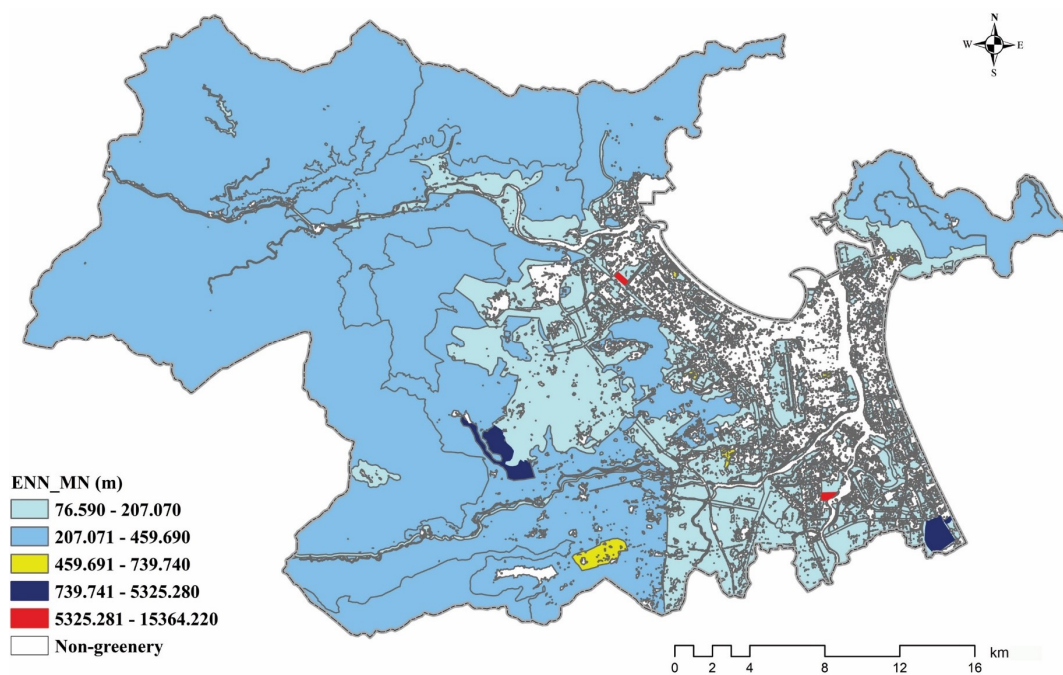 N
W E
S
ENN_MN (m)
76.590 - 207.070
207.071 - 459.690
459.691 - 739.740
739.741 - 5325.280
5325.281 - 15364.220
Non-greenery
km
0 2 4 8 12 16